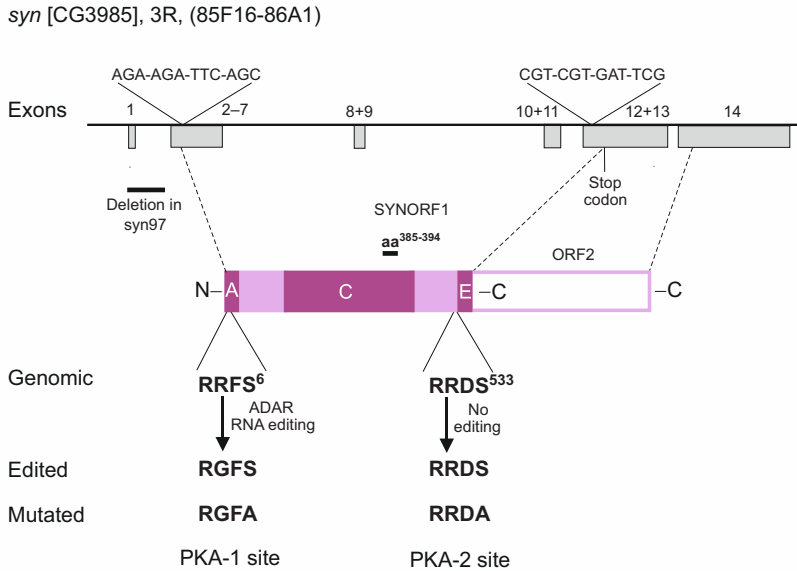 syn [CG3985], 3R, (85F16-86A1)
AGA-AGA-TTC-AGC
CGT-CGT-GAT-TCG
Exons
1
2–7
8+9
10+11
12+13
14
Deletion in
syn97
Stop
codon
SYNORF1
aa385-394
ORF2
N–
A
C
E
–C
–C
Genomic
RRFS6
RRDS533
ADAR
RNA editing
No
editing
Edited
RGFS
RRDS
Mutated
RGFA
RRDA
PKA-1 site
PKA-2 site